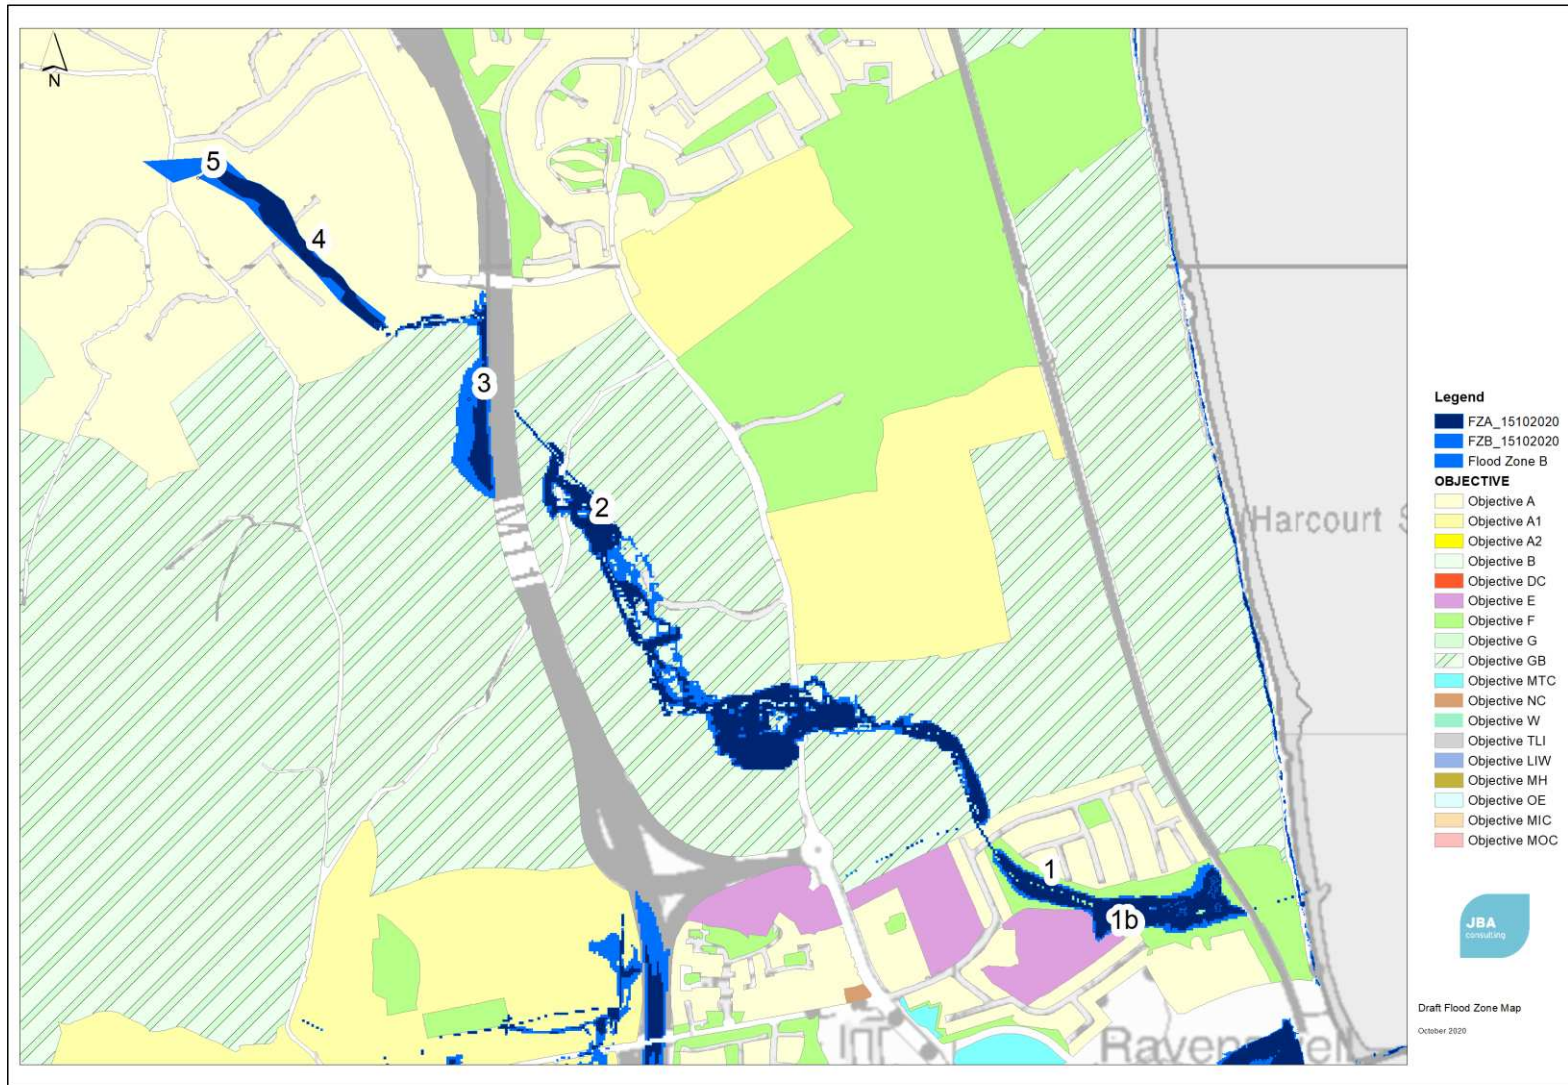 N
5
4
3
2
1
1b
Harcourt S
Legend
FZA_15102020
FZB_15102020
Flood Zone B
OBJECTIVE
Objective A
Objective A1
Objective A2
Objective B
Objective DC
Objective E
Objective F
Objective G
Objective GB
Objective MTC
Objective NC
Objective W
Objective TLI
Objective LIW
Objective MH
Objective OE
Objective MIC
Objective MOC
JBA
consulting
Draft Flood Zone Map
October 2020